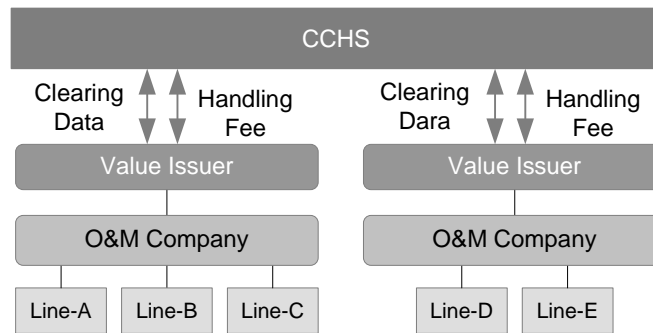 CCHS
Clearing
Data
Handling
Fee
Clearing
Dara
Handling
Fee
Value Issuer
Value Issuer
O&M Company
O&M Company
Line-A
Line-B
Line-C
Line-D
Line-E